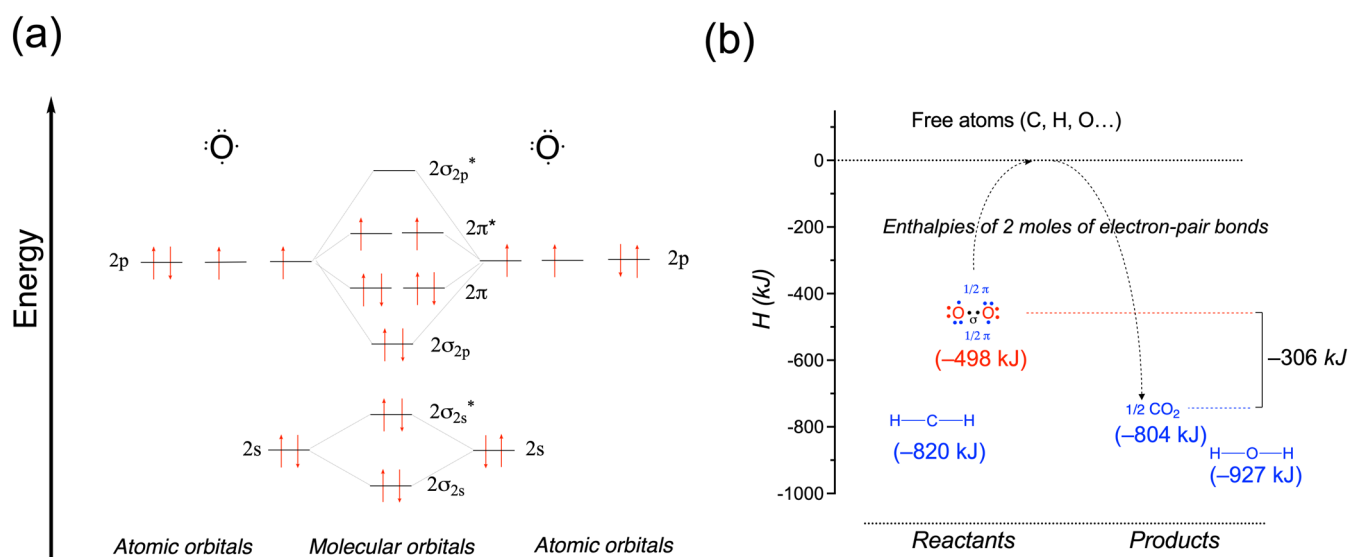 (a)
(b)
Energy
Ö
Ö
2σ2p*
2π*
2p
2p
2π
2σ2p
2σ2s*
2s
2s
2σ2s
Atomic orbitals
Molecular orbitals
Atomic orbitals
H (kJ)
Free atoms (C, H, O…)
0
Enthalpies of 2 moles of electron-pair bonds
-200
-400
1/2 π
O O
σ
1/2 π
(–498 kJ)
–306 kJ
-600
1/2 CO2
(–804 kJ)
-800
H—C—H
(–820 kJ)
H—O—H
(–927 kJ)
-1000
Reactants
Products